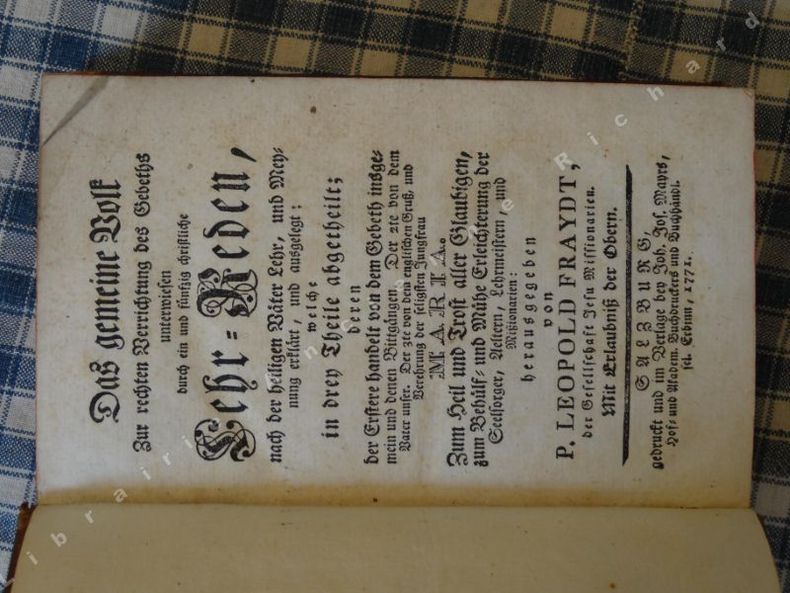 Das gemeine Volk
Zur rechten Verrichtung des Gebeths
unterwiesen
durch ein und fünfzig christliche
Lehr-Reden,
nach der heiligen Väter Lehr, und Mey-
nung erklärt, und ausgelegt:
welche
in drey Theile abgetheilt;
deren
der Erstere handelt von dem Gebeth insge-
mein und denen Bittgängen. Der 2te von dem
Vater unser. Der 3te von dem englischen Gruß, und
Verehrung der seligisten Jungfrau
MARIA.
Zum Heil und Trost aller Glaubigen,
zum Behülf- und Mühe Erleichterung der
Seelsorger, Aeltern, Lehrmeistern, und
Mißionarien:
herausgegeben
von
P. LEOPOLD FRAYDT,
der Gesellschaft Jesu Missionarien.
Mit Erlaubniß der Obern.
SALZBURG,
gedruckt und im Verlage bey Joh. Jos. Mayrs,
Hof- und Akadem. Buchdruckers und Buchhändl.
sel. Erbinn, 1772.
Librairie Richard